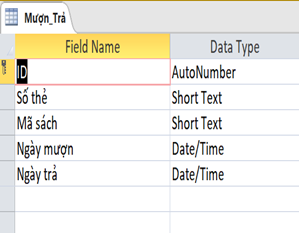 Mượn_Trả
Field Name Data Type
ID AutoNumber
Số thẻ Short Text
Mã sách Short Text
Ngày mượn Date/Time
Ngày trả Date/Time